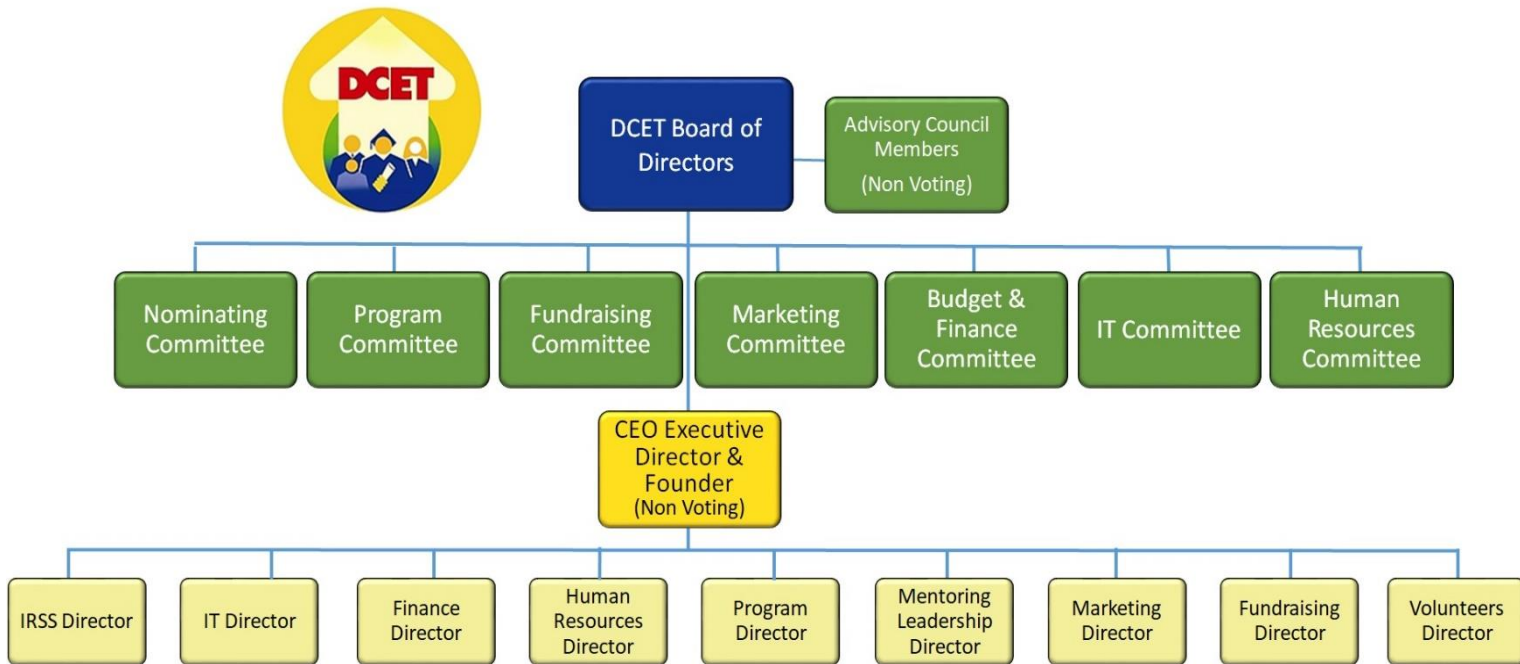 DCET
DCET Board of
Directors
Advisory Council
Members
(Non Voting)
Nominating
Committee
Program
Committee
Fundraising
Committee
Marketing
Committee
Budget &
Finance
Committee
IT Committee
Human
Resources
Committee
CEO Executive
Director &
Founder
(Non Voting)
IRSS Director
IT Director
Finance
Director
Human
Resources
Director
Program
Director
Mentoring
Leadership
Director
Marketing
Director
Fundraising
Director
Volunteers
Director